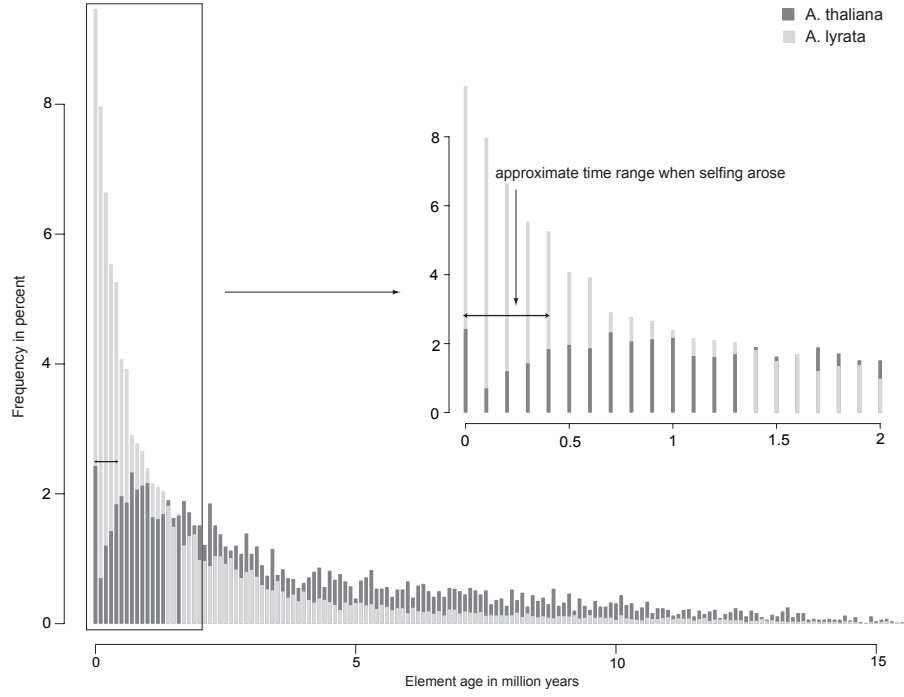 A. thaliana
A. lyrata
8
6
4
2
0
Frequency in percent
8
6
4
2
0
approximate time range when selfing arose
0 0.5 1 1.5 2
0 5 10 15
Element age in million years